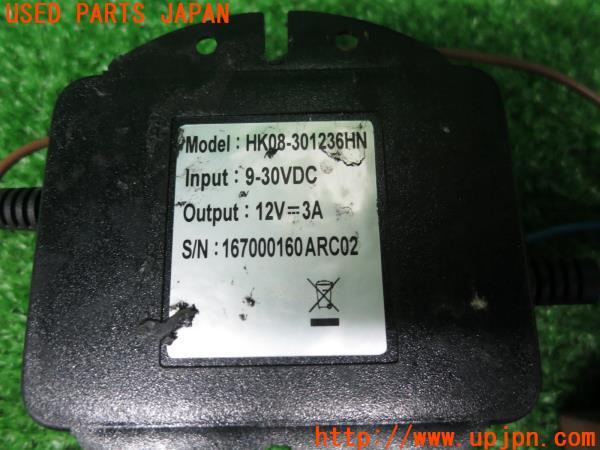 USED PARTS JAPAN
Model : HK08-301236HN
Input : 9-30VDC
Output : 12V⎓3A
S/N : 167000160ARC02
http://www.upjpn.com